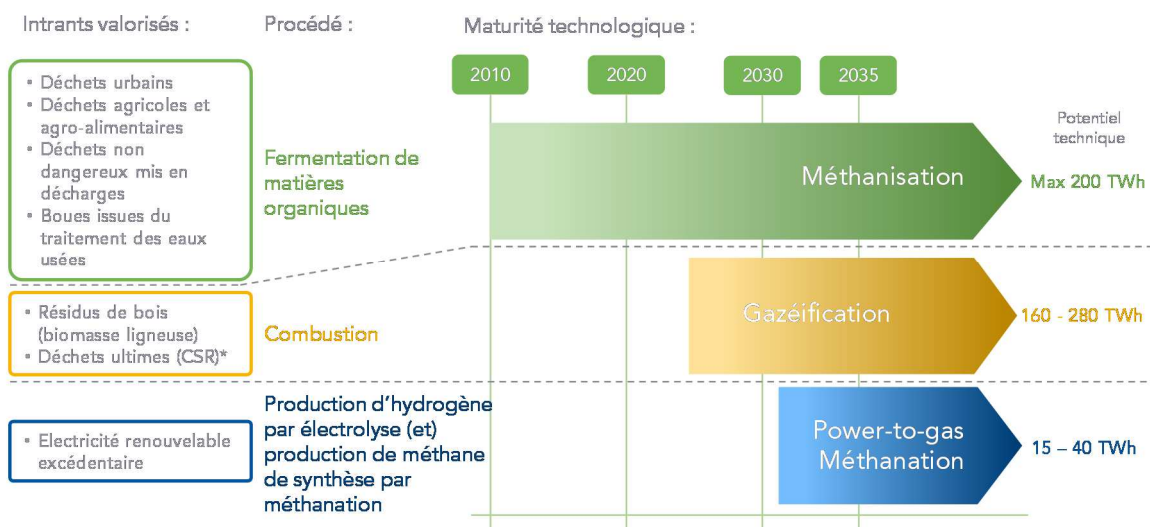 Intrants valorisés :
Procédé :
Maturité technologique :
2010
2020
2030
2035
Potentiel
technique
▪ Déchets urbains
▪ Déchets agricoles et
agro-alimentaires
▪ Déchets non
dangereux mis en
décharges
▪ Boues issues du
traitement des eaux
usées
Fermentation de
matières
organiques
Méthanisation
Max 200 TWh
▪ Résidus de bois
(biomasse ligneuse)
▪ Déchets ultimes (CSR)*
Combustion
Gazéification
160 - 280 TWh
▪ Electricité renouvelable
excédentaire
Production d'hydrogène
par électrolyse (et)
production de méthane
de synthèse par
méthanation
Power-to-gas
Méthanation
15 – 40 TWh